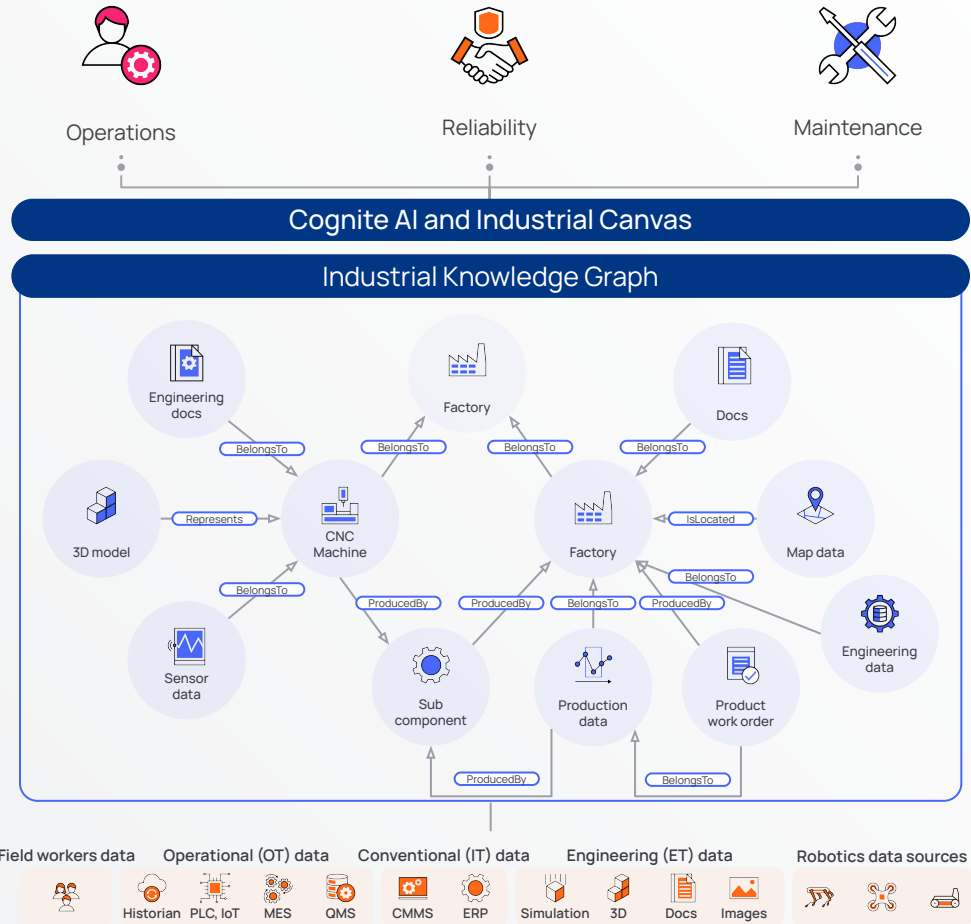 Operations
Reliability
Maintenance
Cognite AI and Industrial Canvas
Industrial Knowledge Graph
Engineering
docs
Factory
Docs
BelongsTo
BelongsTo
BelongsTo
BelongsTo
3D model
Represents
CNC
Machine
Factory
IsLocated
Map data
BelongsTo
BelongsTo
ProducedBy
ProducedBy
BelongsTo
ProducedBy
Sensor
data
Sub
component
Production
data
Product
work order
Engineering
data
ProducedBy
BelongsTo
Field workers data
Operational (OT) data
Conventional (IT) data
Engineering (ET) data
Robotics data sources
Historian
PLC, IoT
MES
QMS
CMMS
ERP
Simulation
3D
Docs
Images